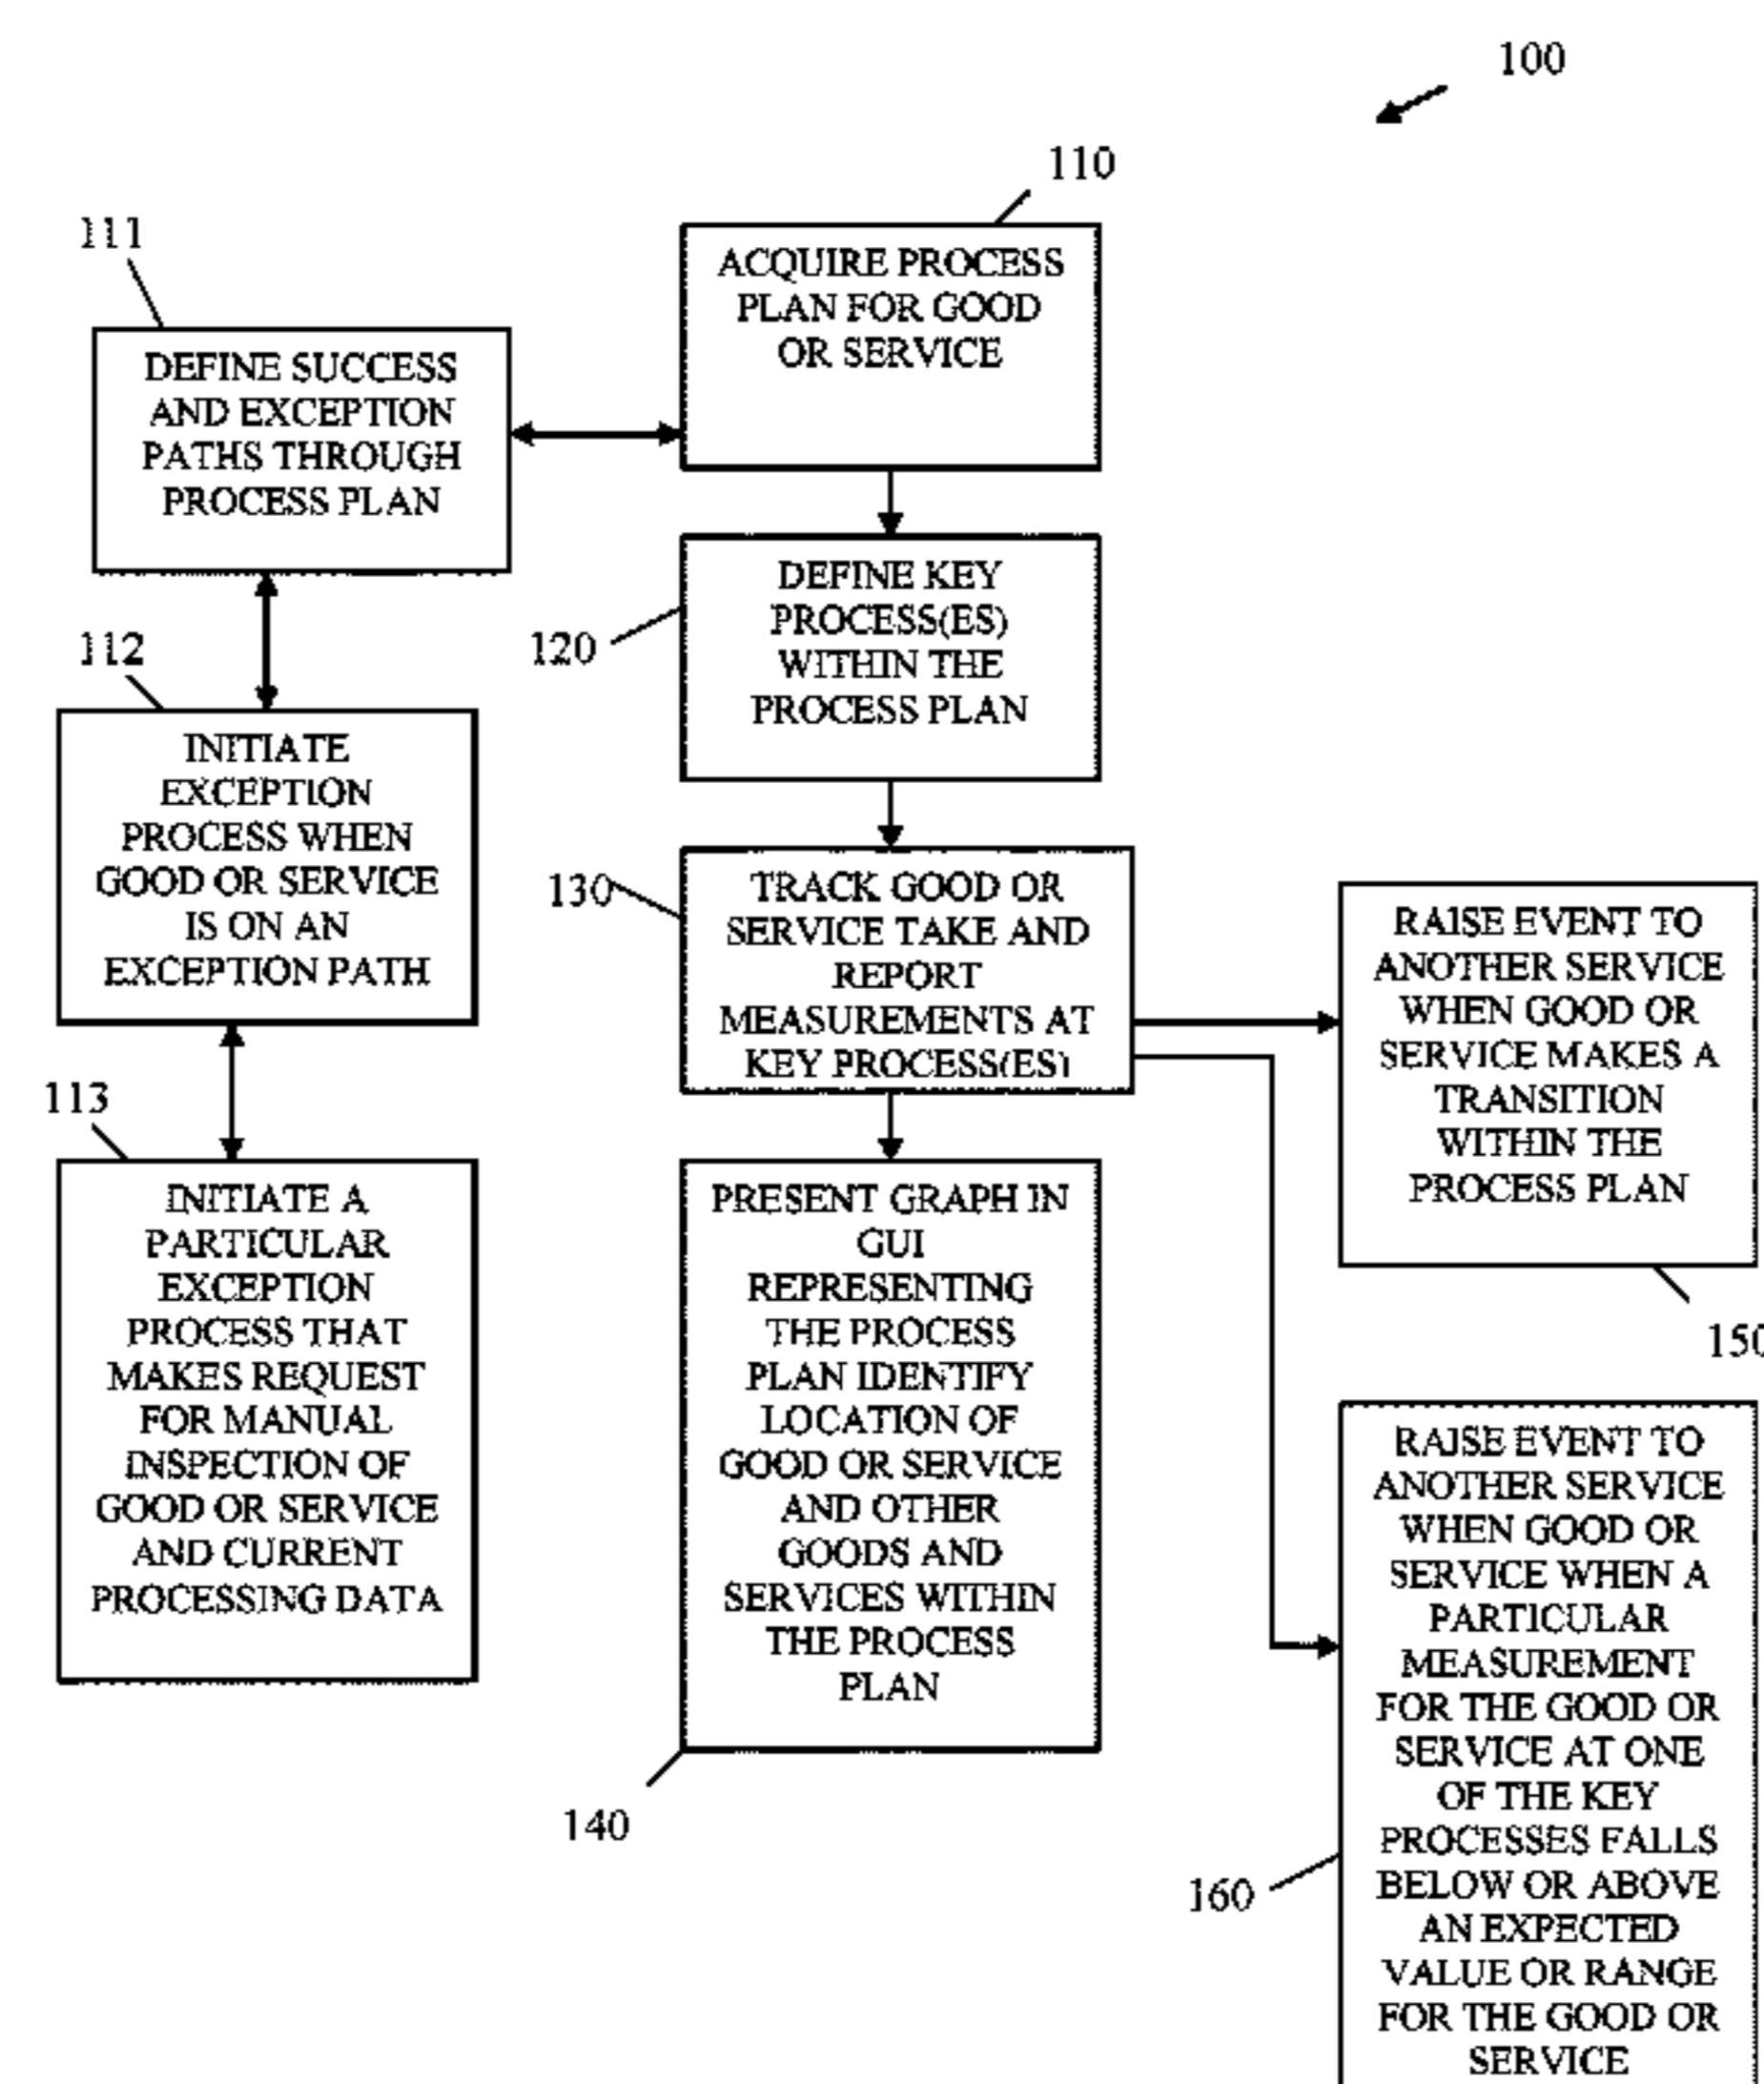 100
110
ACQUIRE PROCESS
PLAN FOR GOOD
OR SERVICE
111
DEFINE SUCCESS
AND EXCEPTION
PATHS THROUGH
PROCESS PLAN
120
DEFINE KEY
PROCESS(ES)
WITHIN THE
PROCESS PLAN
112
INITIATE
EXCEPTION
PROCESS WHEN
GOOD OR SERVICE
IS ON AN
EXCEPTION PATH
130
TRACK GOOD OR
SERVICE TAKE AND
REPORT
MEASUREMENTS AT
KEY PROCESS(ES)
113
INITIATE A
PARTICULAR
EXCEPTION
PROCESS THAT
MAKES REQUEST
FOR MANUAL
INSPECTION OF
GOOD OR SERVICE
AND CURRENT
PROCESSING DATA
PRESENT GRAPH IN
GUI
REPRESENTING
THE PROCESS
PLAN IDENTIFY
LOCATION OF
GOOD OR SERVICE
AND OTHER
GOODS AND
SERVICES WITHIN
THE PROCESS
PLAN
140
RAISE EVENT TO
ANOTHER SERVICE
WHEN GOOD OR
SERVICE MAKES A
TRANSITION
WITHIN THE
PROCESS PLAN
150
RAISE EVENT TO
ANOTHER SERVICE
WHEN GOOD OR
SERVICE WHEN A
PARTICULAR
MEASUREMENT
FOR THE GOOD OR
SERVICE AT ONE
OF THE KEY
PROCESSES FALLS
BELOW OR ABOVE
AN EXPECTED
VALUE OR RANGE
FOR THE GOOD OR
SERVICE
160